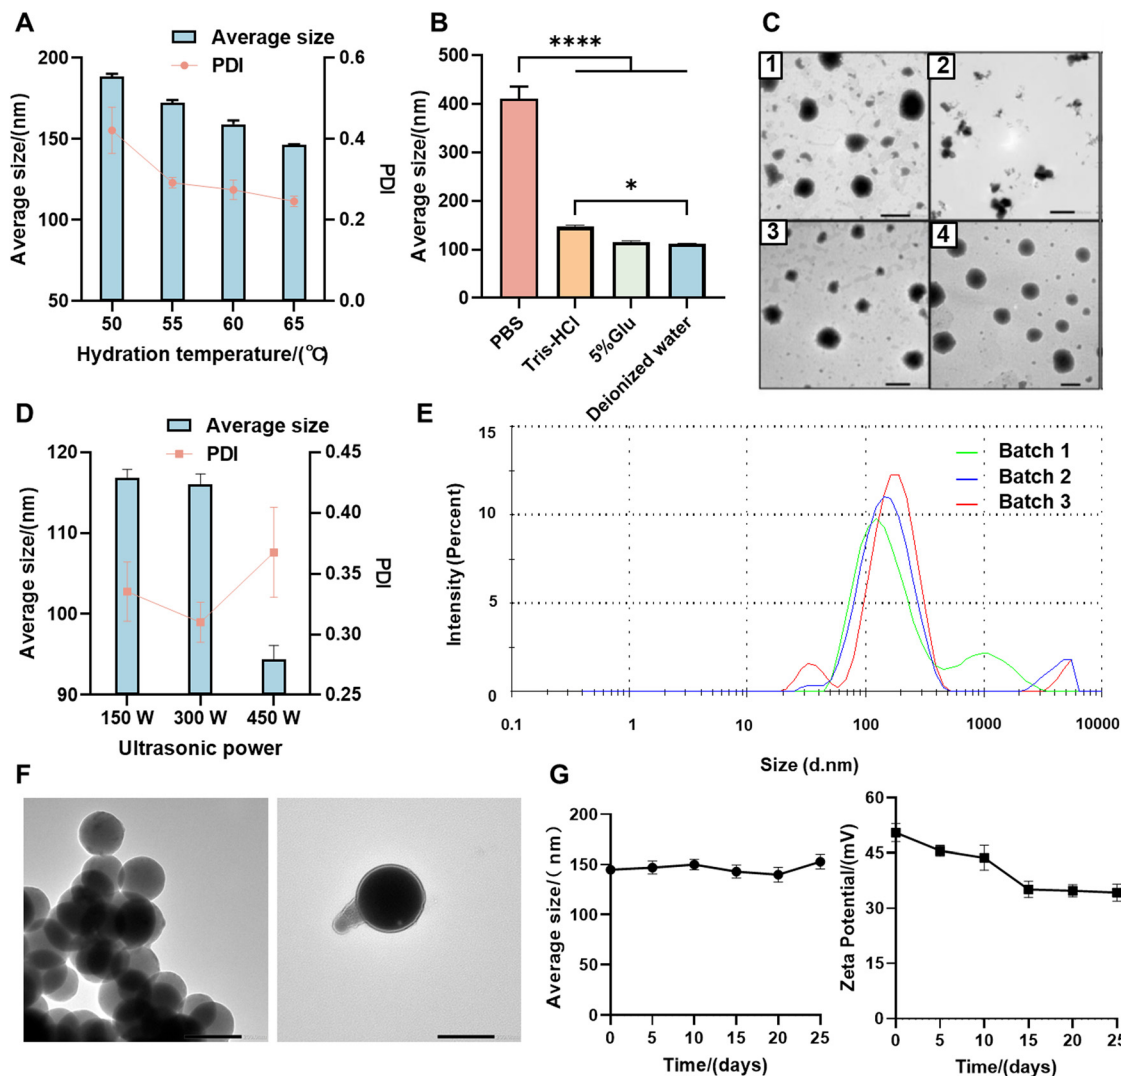 A
Average size
PDI
200
150
100
50
0.6
0.4
0.2
0.0
Average size/(nm)
PDI
50 55 60 65
Hydration temperature/(℃)
B
500
400
300
200
100
0
Average size/(nm)
****
*
PBS
Tris-HCl
5%Glu
Deionized water
C
1
2
3
4
D
Average size
PDI
120
110
100
90
0.45
0.40
0.35
0.30
0.25
Average size/(nm)
PDI
150 W 300 W 450 W
Ultrasonic power
E
15
10
5
0
Intensity (Percent)
Batch 1
Batch 2
Batch 3
0.1 1 10 100 1000 10000
Size (d.nm)
F
G
200
150
100
50
0
Average size/(nm)
0 5 10 15 20 25
Time/(days)
60
45
30
15
0
Zeta Potential/(mV)
0 5 10 15 20 25
Time/(days)